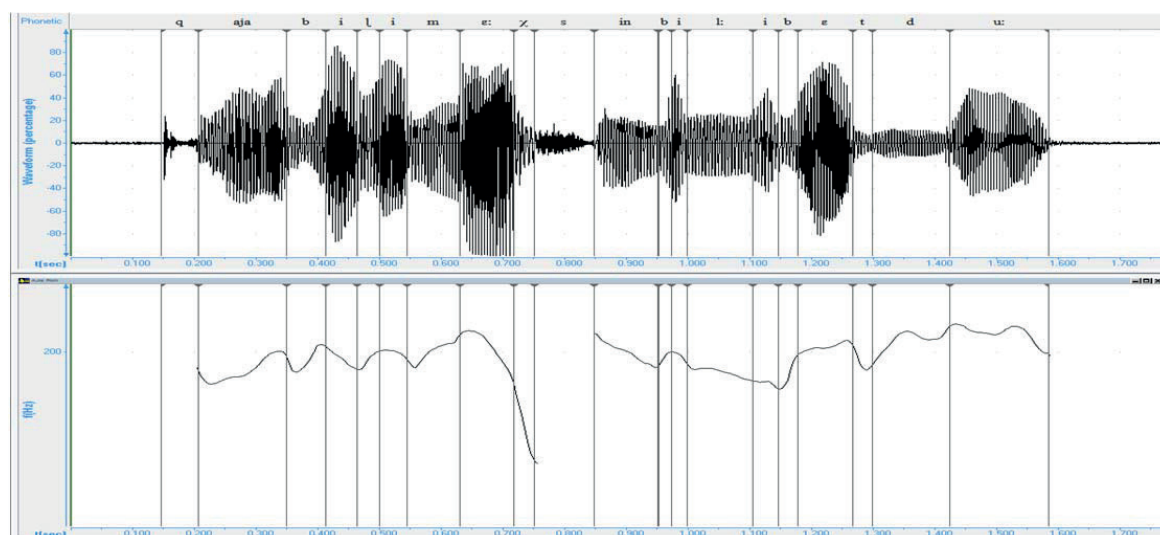 Phonetic q aja b i ɭ i m e: χ s in b i l: i b e t d u:
Waveform (percentage)
80
60
40
20
0
-20
-40
-60
-80
t[sec] 0.100 0.200 0.300 0.400 0.500 0.600 0.700 0.800 0.900 1.000 1.100 1.200 1.300 1.400 1.500 1.600 1.700
200
f(Hz)
t[sec] 0.100 0.200 0.300 0.400 0.500 0.600 0.700 0.800 0.900 1.000 1.100 1.200 1.300 1.400 1.500 1.600 1.700